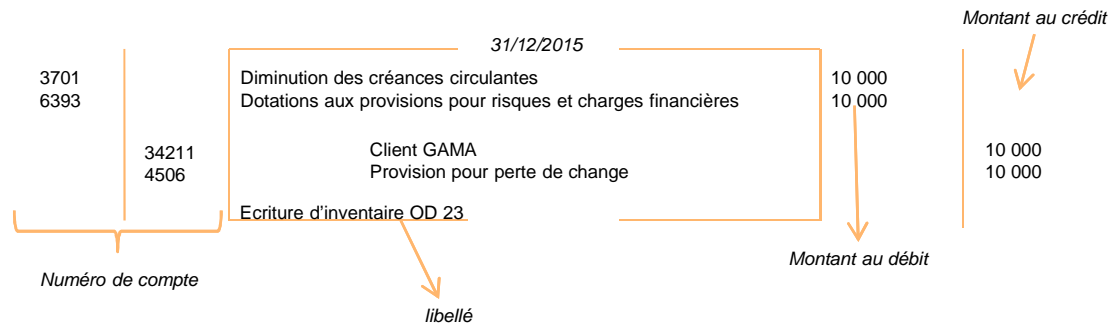 Montant au crédit
31/12/2015
3701 Diminution des créances circulantes 10 000
6393 Dotations aux provisions pour risques et charges financières 10 000
34211 Client GAMA 10 000
4506 Provision pour perte de change 10 000
Ecriture d'inventaire OD 23
Numéro de compte
Montant au débit
libellé